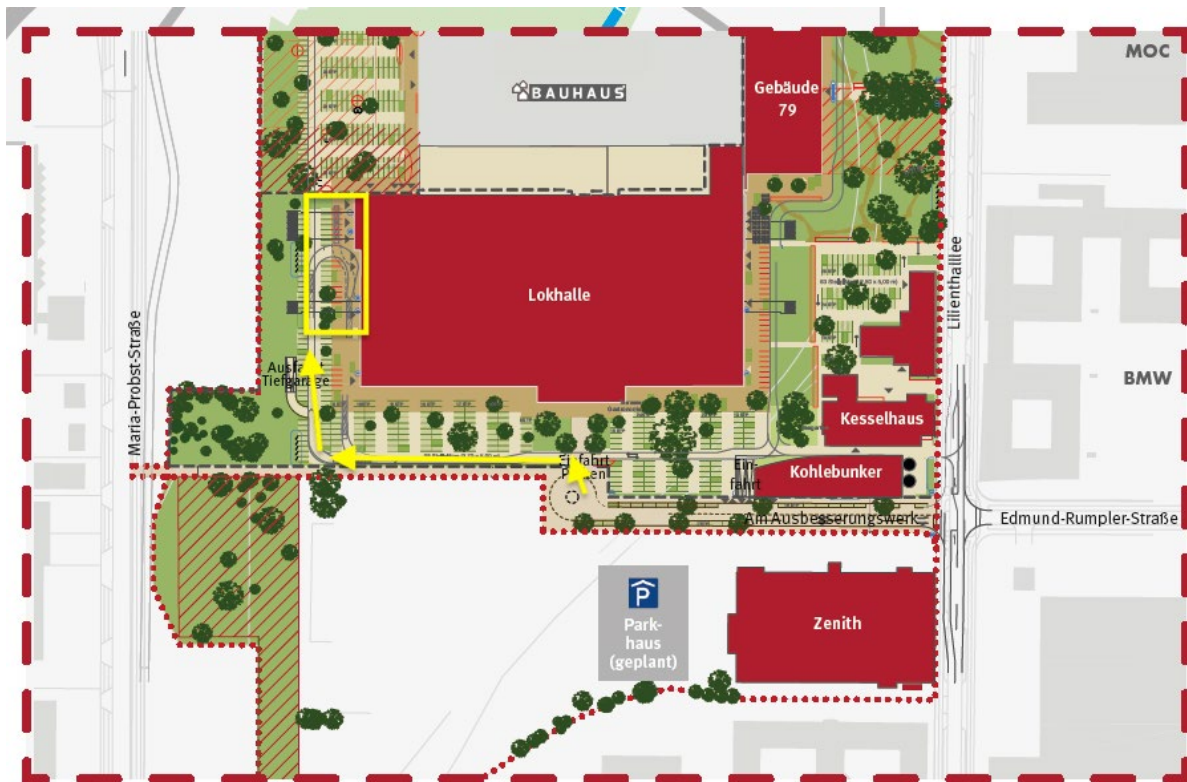 MOC
BAUHAUS
Gebäude
79
Lokhalle
Lilienthalllee
Maria-Probst-Straße
Tiefgarage
BMW
Kesselhaus
Kohlebunker
Ein-
fahrt
Am Ausbesserungswerk
Edmund-Rumpler-Straße
P
Park-
haus
(geplant)
Zenith